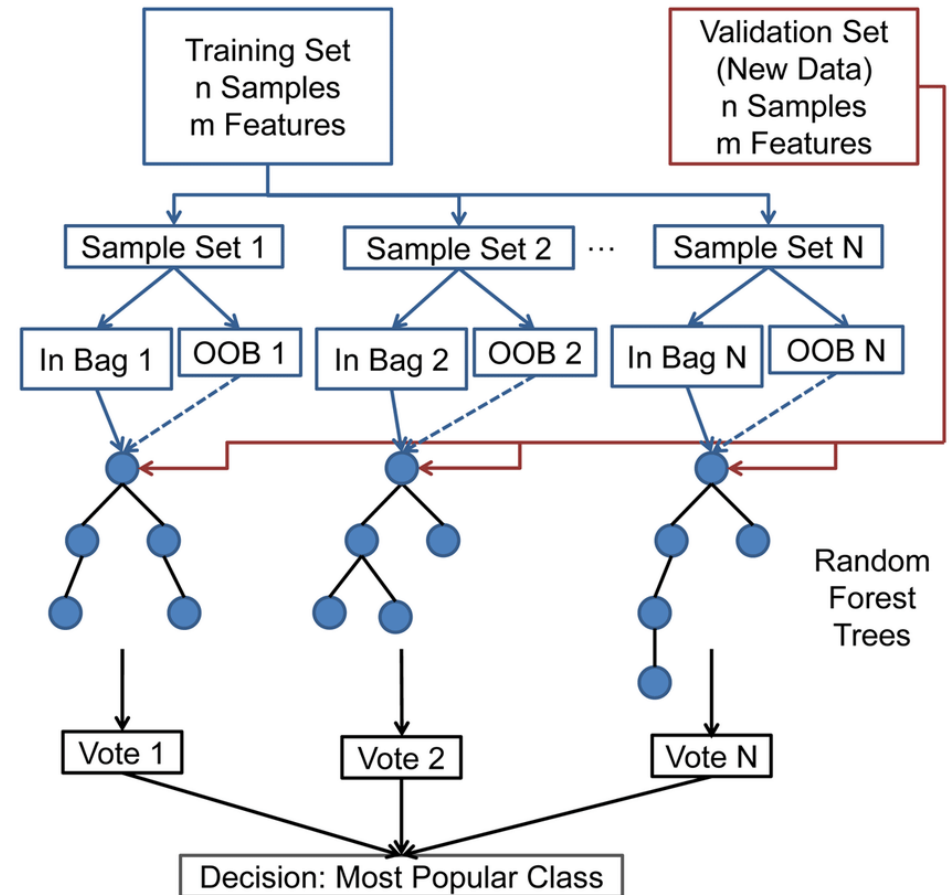 Training Set
n Samples
m Features
Validation Set
(New Data)
n Samples
m Features
Sample Set 1
Sample Set 2
...
Sample Set N
In Bag 1
OOB 1
In Bag 2
OOB 2
In Bag N
OOB N
Random
Forest
Trees
Vote 1
Vote 2
Vote N
Decision: Most Popular Class